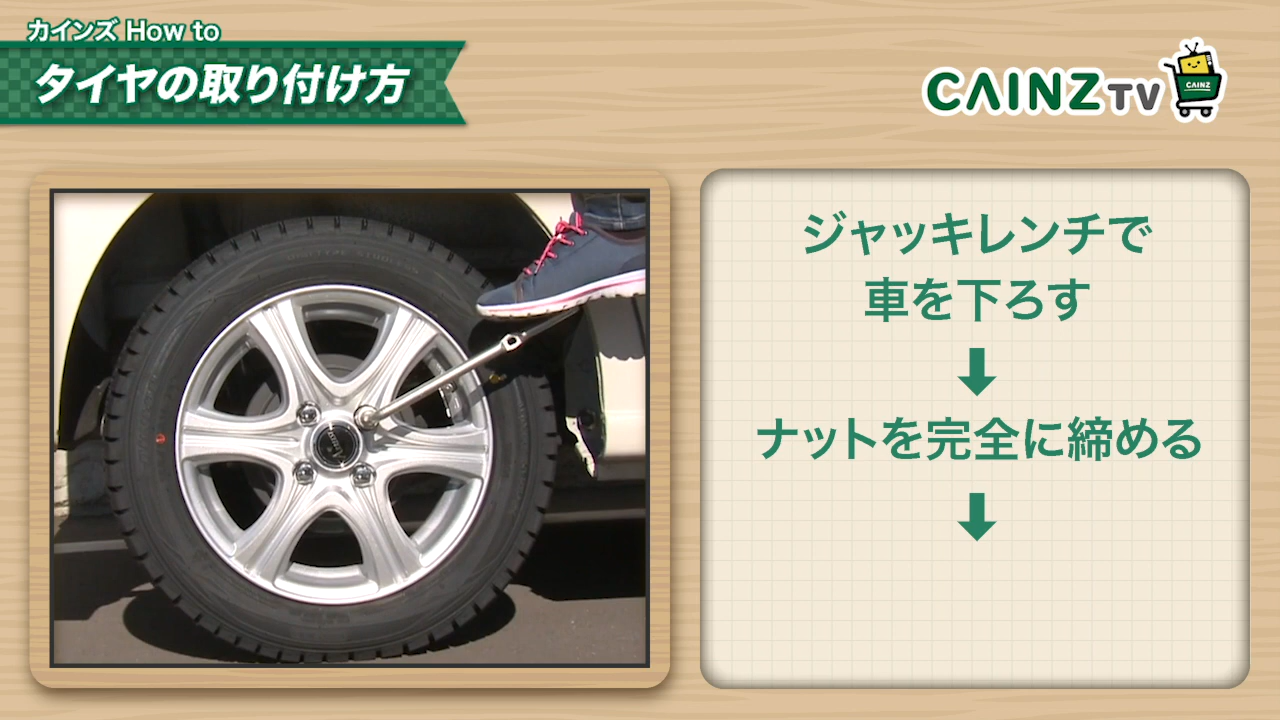 カインズ How to
タイヤの取り付け方
CAINZ TV
CAINZ
ジャッキレンチで
車を下ろす
ナットを完全に締める